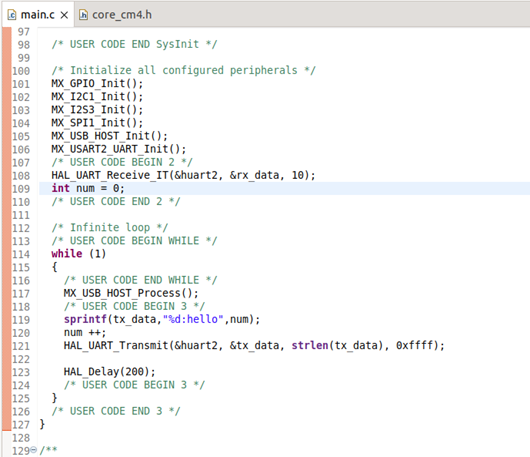 main.c core_cm4.h
97
98 /* USER CODE END SysInit */
99
100 /* Initialize all configured peripherals */
101 MX_GPIO_Init();
102 MX_I2C1_Init();
103 MX_I2S3_Init();
104 MX_SPI1_Init();
105 MX_USB_HOST_Init();
106 MX_USART2_UART_Init();
107 /* USER CODE BEGIN 2 */
108 HAL_UART_Receive_IT(&huart2, &rx_data, 10);
109 int num = 0;
110 /* USER CODE END 2 */
111
112 /* Infinite loop */
113 /* USER CODE BEGIN WHILE */
114 while (1)
115 {
116 /* USER CODE END WHILE */
117 MX_USB_HOST_Process();
118 /* USER CODE BEGIN 3 */
119 sprintf(tx_data,"%d:hello",num);
120 num ++;
121 HAL_UART_Transmit(&huart2, &tx_data, strlen(tx_data), 0xffff);
122
123 HAL_Delay(200);
124 /* USER CODE BEGIN 3 */
125 }
126 /* USER CODE END 3 */
127 }
128
129 /**